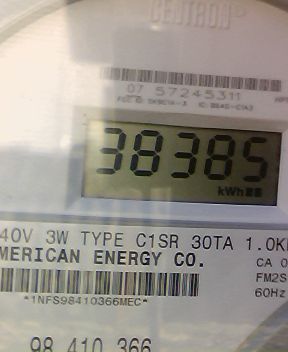 CENTRON
07 57245311
38385
kWh
40V 3W TYPE C1SR 30TA 1.0K
MERICAN ENERGY CO.
CA 0
FM2S
*1NFS98410366MEC*
60Hz
98 410 366